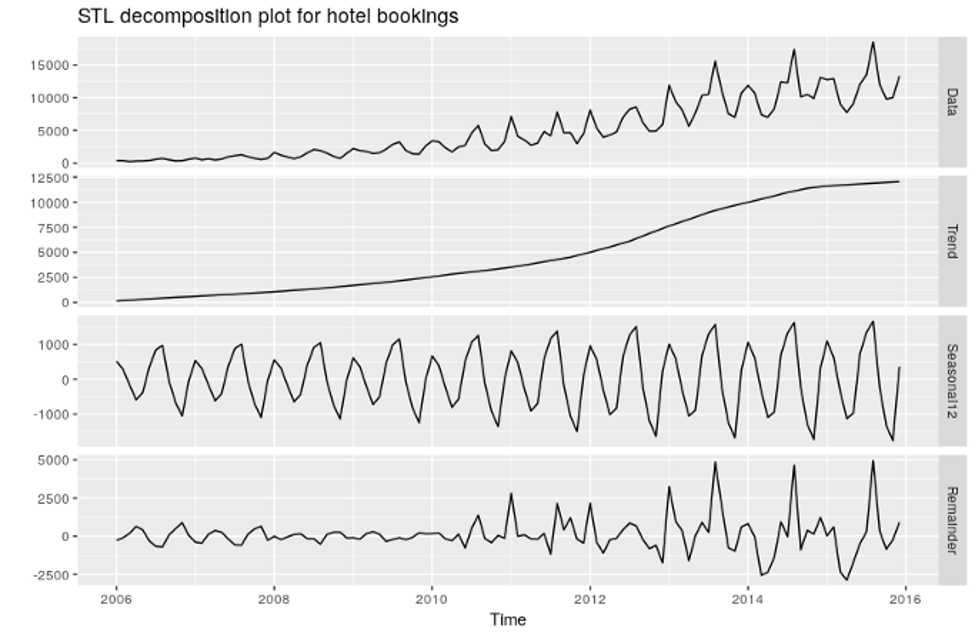 STL decomposition plot for hotel bookings
15000
10000
5000
0
Data
12500
10000
7500
5000
2500
0
Trend
1000
0
-1000
Seasonal12
5000
2500
0
-2500
Remainder
2006 2008 2010 2012 2014 2016
Time